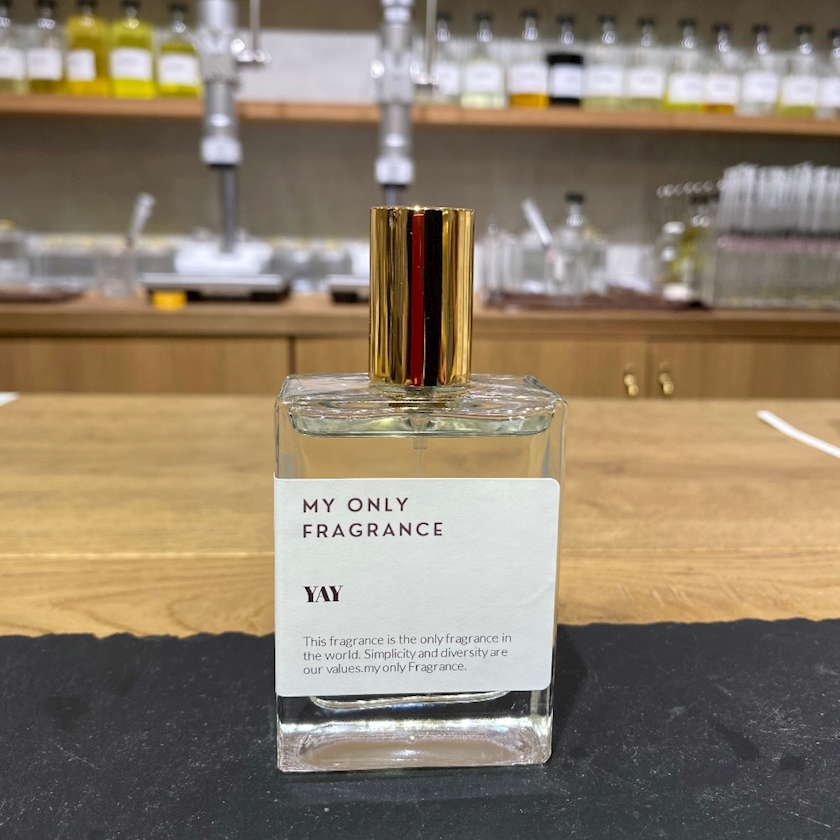 MY ONLY
FRAGRANCE
YAY
This fragrance is the only fragrance in
the world. Simplicity and diversity are
our values.my only Fragrance.